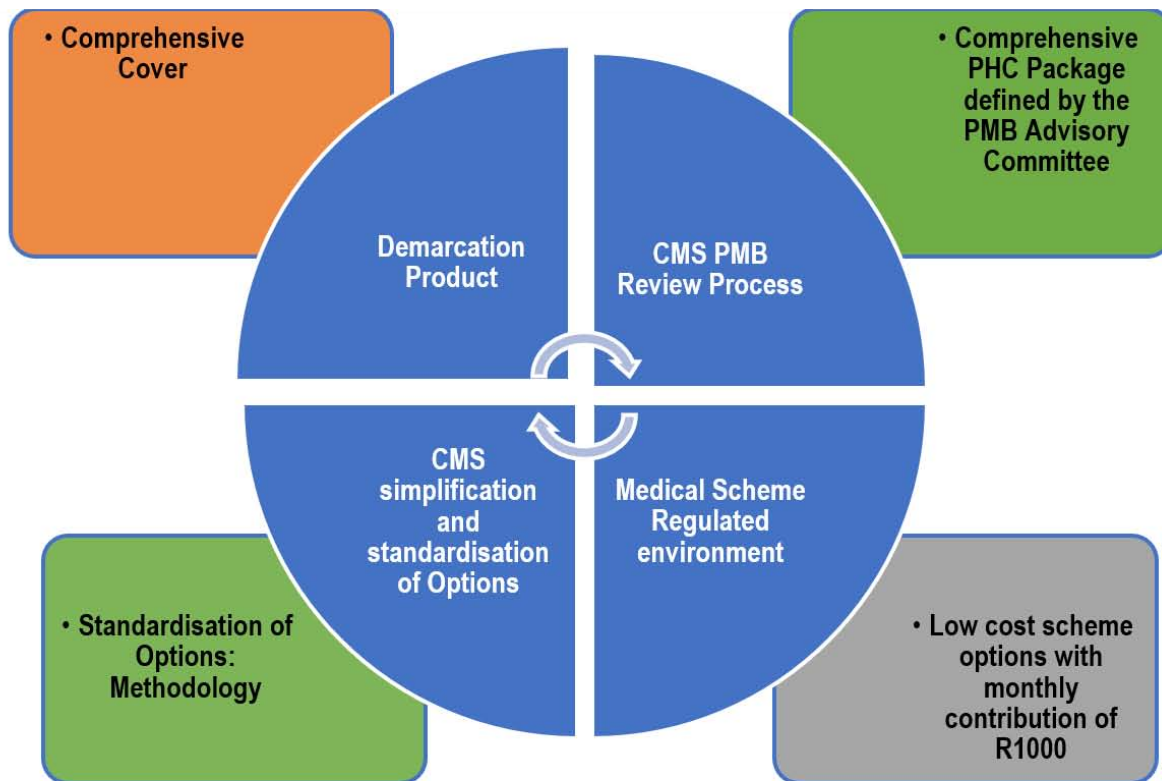 • Comprehensive
Cover
• Comprehensive
PHC Package
defined by the
PMB Advisory
Committee
Demarcation
Product
CMS PMB
Review Process
CMS
simplification
and
standardisation
of Options
Medical Scheme
Regulated
environment
• Standardisation of
Options:
Methodology
• Low cost scheme
options with
monthly
contribution of
R1000